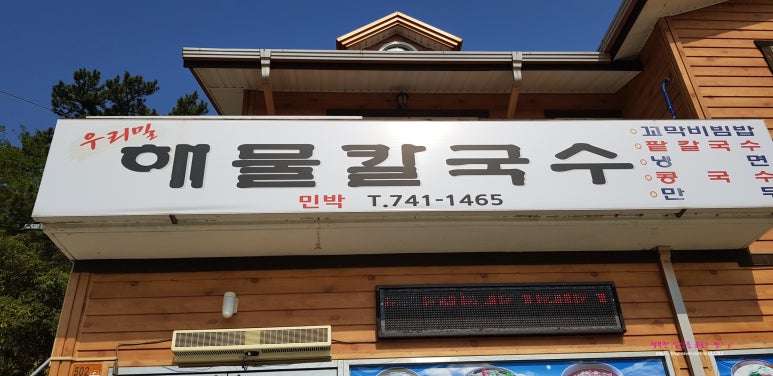 우리밀
해물칼국수
민박 T.741-1465
꼬막비빔밥
팥칼국수
냉면
콩국수
만두
502